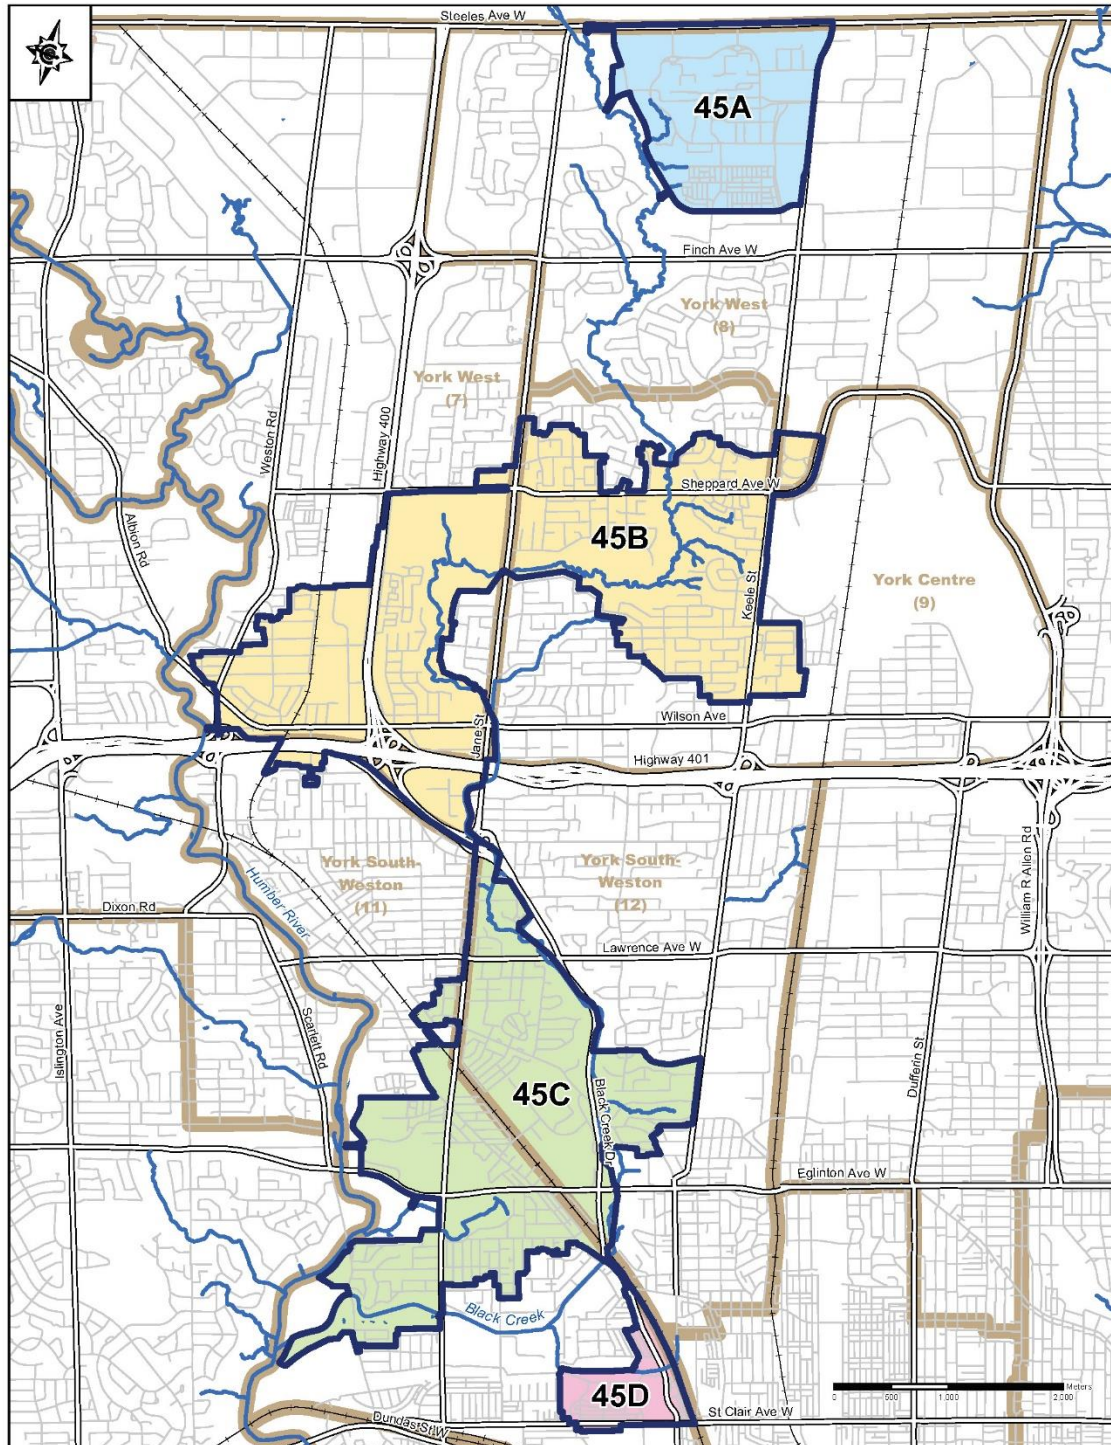 Steeles Ave W
45A
Finch Ave W
York West
(8)
York West
(7)
Highway 400
Weston Rd
Albion Rd
Sheppard Ave W
45B
York Centre
(9)
Keele St
Wilson Ave
Jane St
Highway 401
York South-
Weston
(11)
York South-
Weston
(12)
William R Allen Rd
Dixon Rd
Humber River
Lawrence Ave W
Islington Ave
Scarlett Rd
Dufferin St
45C
Black Creek Dr
Eglinton Ave W
Black Creek
45D
0 500 1,000 2,000
Meters
St Clair Ave W
Dundas St W